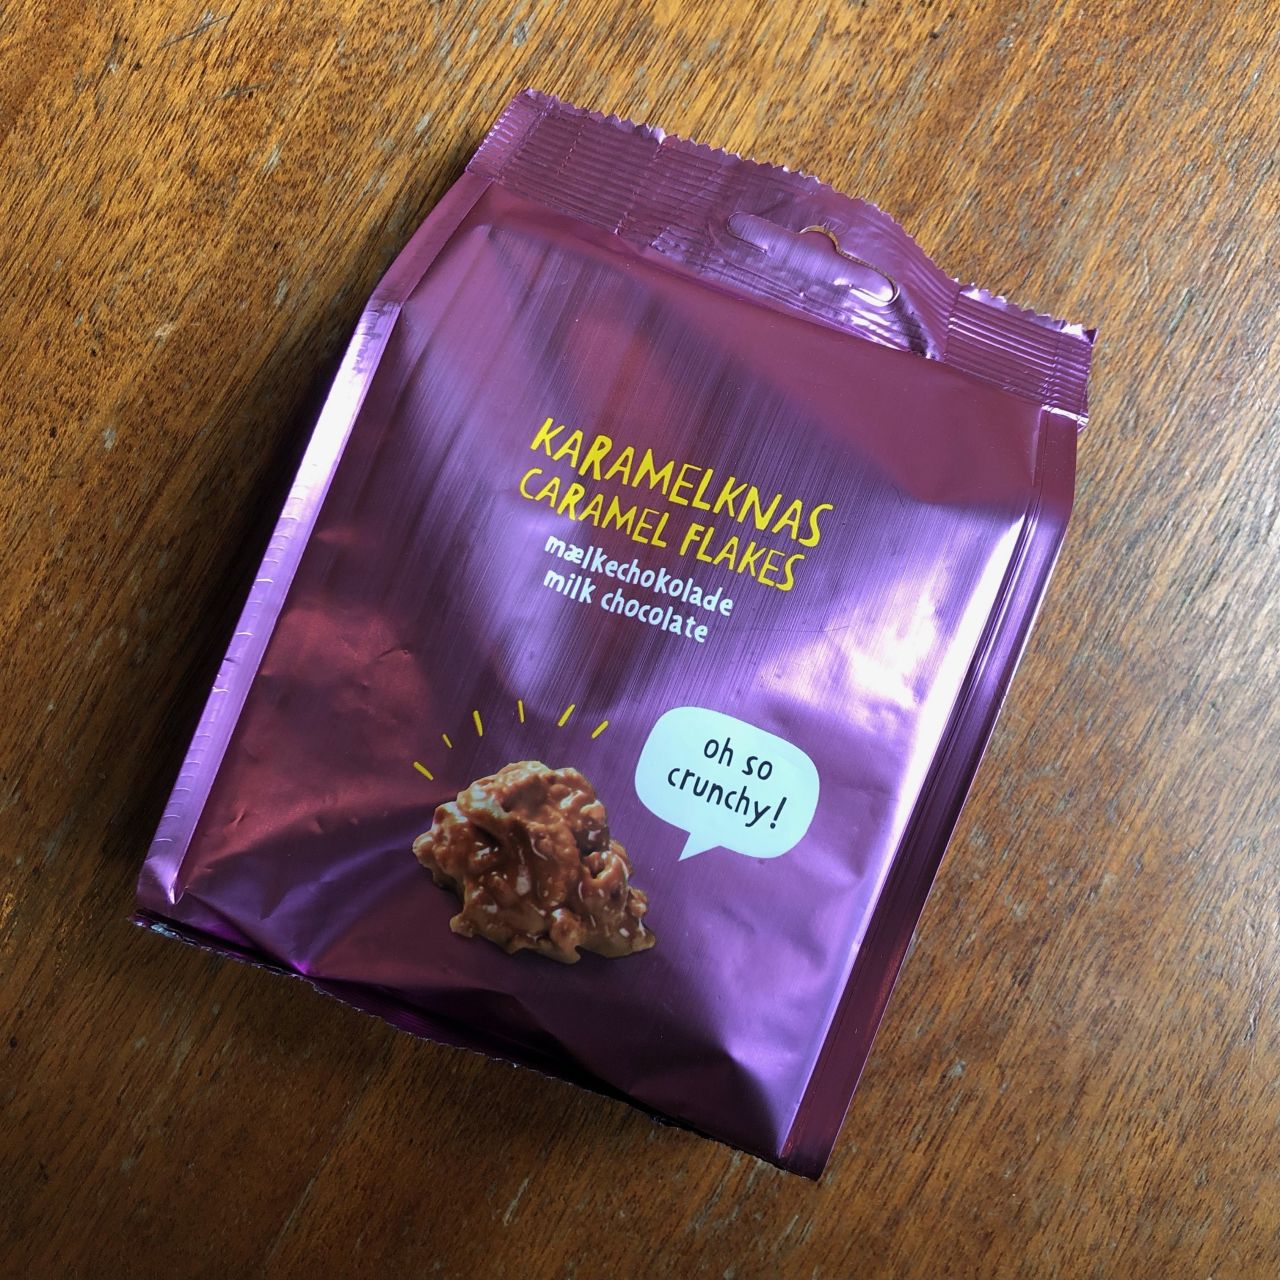 KARAMELKNAS
CARAMEL FLAKES
mælkechokolade
milk chocolate
oh so
crunchy!